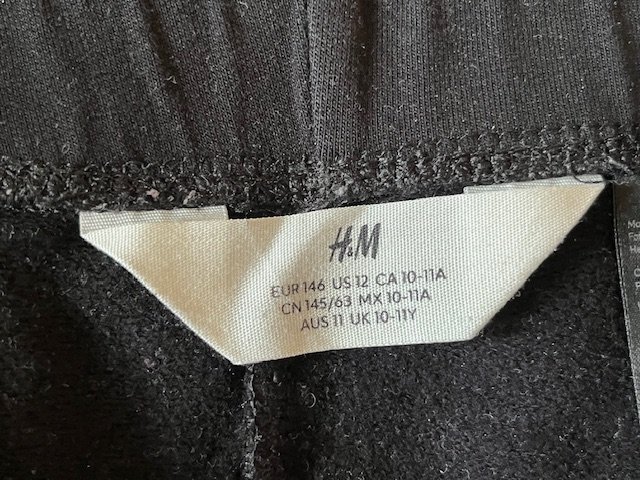 H&M
EUR 146 US 12 CA 10-11A
CN 145/63 MX 10-11A
AUS 11 UK 10-11Y